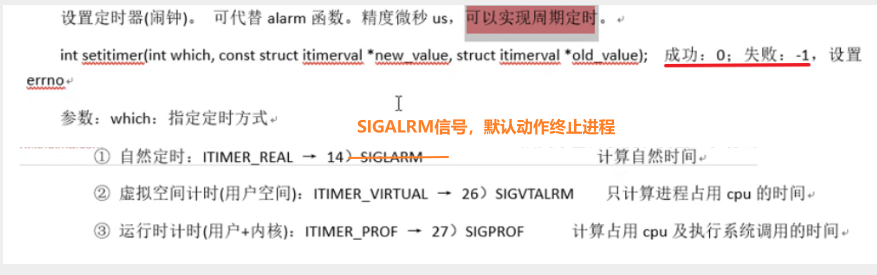 设置定时器(闹钟)。 可代替 alarm 函数。精度微秒 us，可以实现周期定时。
int setitimer(int which, const struct itimerval *new_value, struct itimerval *old_value); 成功：0；失败：-1，设置
errno
参数：which：指定定时方式
SIGALRM信号，默认动作终止进程
① 自然定时：ITIMER_REAL → 14）SIGLARM 计算自然时间
② 虚拟空间计时(用户空间)：ITIMER_VIRTUAL → 26）SIGVTALRM 只计算进程占用 cpu 的时间
③ 运行时计时(用户+内核)：ITIMER_PROF → 27）SIGPROF 计算占用 cpu 及执行系统调用的时间